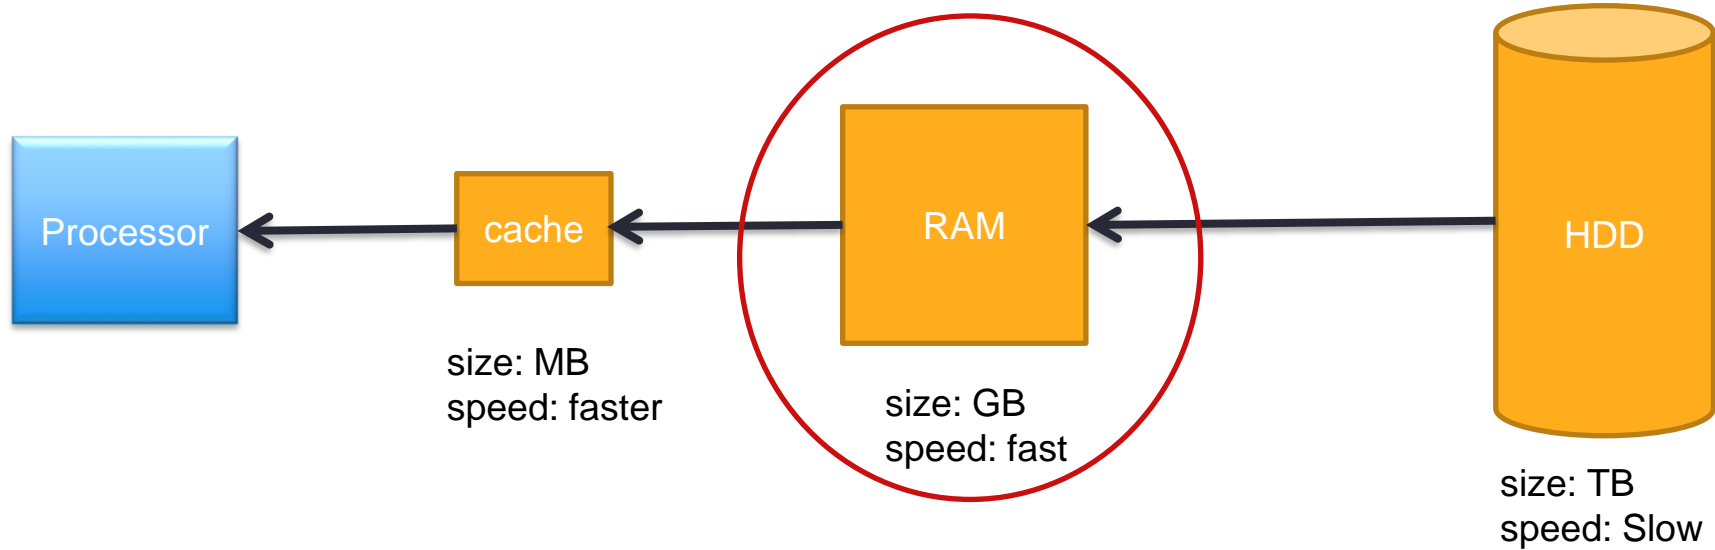 Processor
cache
RAM
HDD
size: MB
speed: faster
size: GB
speed: fast
size: TB
speed: Slow